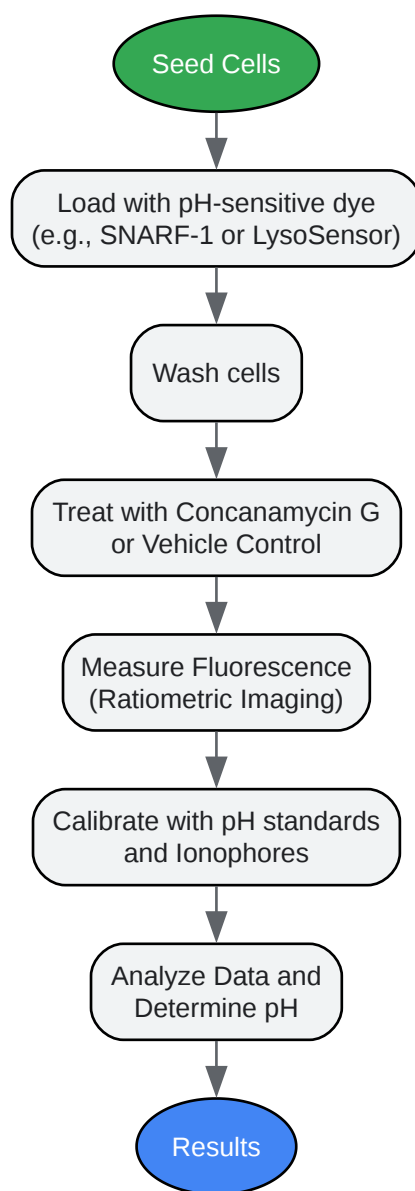 Seed Cells
Load with pH-sensitive dye
(e.g., SNARF-1 or LysoSensor)
Wash cells
Treat with Concanamycin G
or Vehicle Control
Measure Fluorescence
(Ratiometric Imaging)
Calibrate with pH standards
and Ionophores
Analyze Data and
Determine pH
Results